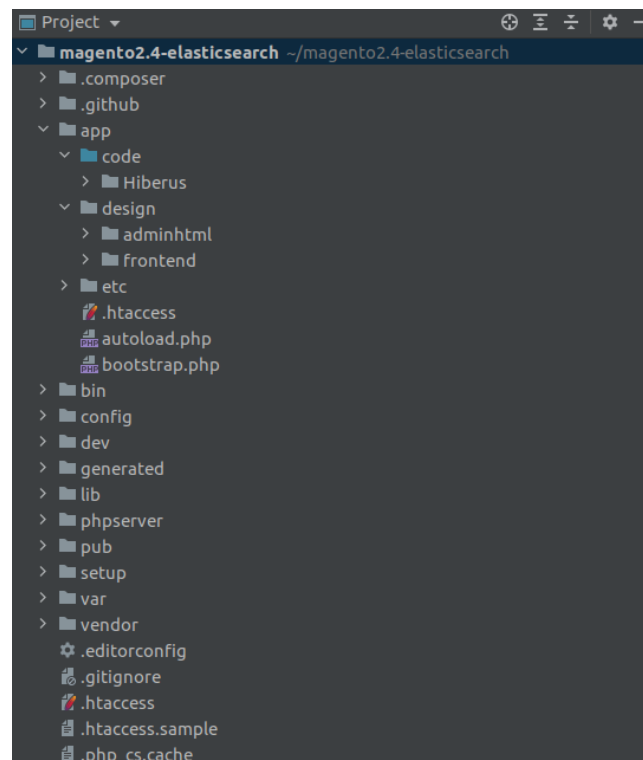 Project
magento2.4-elasticsearch ~/magento2.4-elasticsearch
.composer
.github
app
code
Hiberus
design
adminhtml
frontend
etc
.htaccess
autoload.php
bootstrap.php
bin
config
dev
generated
lib
phpserver
pub
setup
var
vendor
.editorconfig
.gitignore
.htaccess
.htaccess.sample
.php_cs.cache